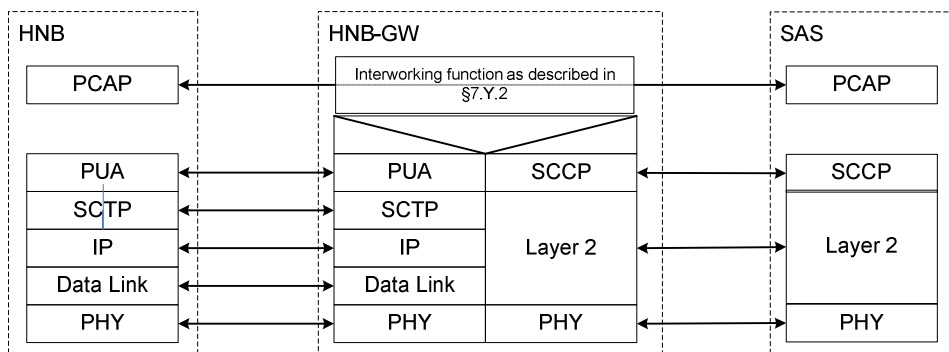 HNB
HNB-GW
SAS
PCAP
Interworking function as described in
§7.Y.2
PCAP
PUA
PUA
SCCP
SCCP
SCTP
SCTP
IP
IP
Layer 2
Layer 2
Data Link
Data Link
PHY
PHY
PHY
PHY